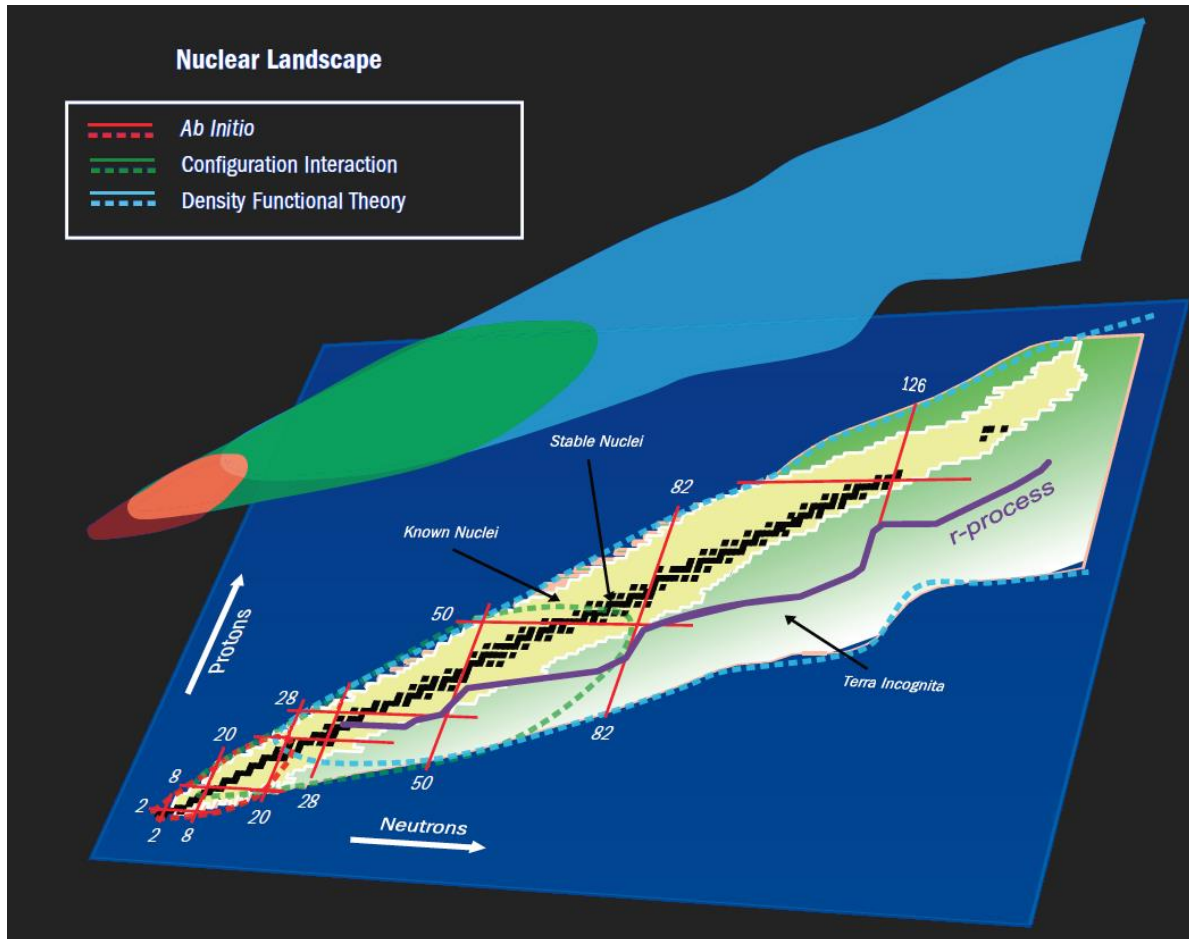 Nuclear Landscape
Ab Initio
Configuration Interaction
Density Functional Theory
126
Stable Nuclei
82
Known Nuclei
r-process
50
Protons
Terra Incognita
28
20
82
8
50
28
2
20
2
8
Neutrons